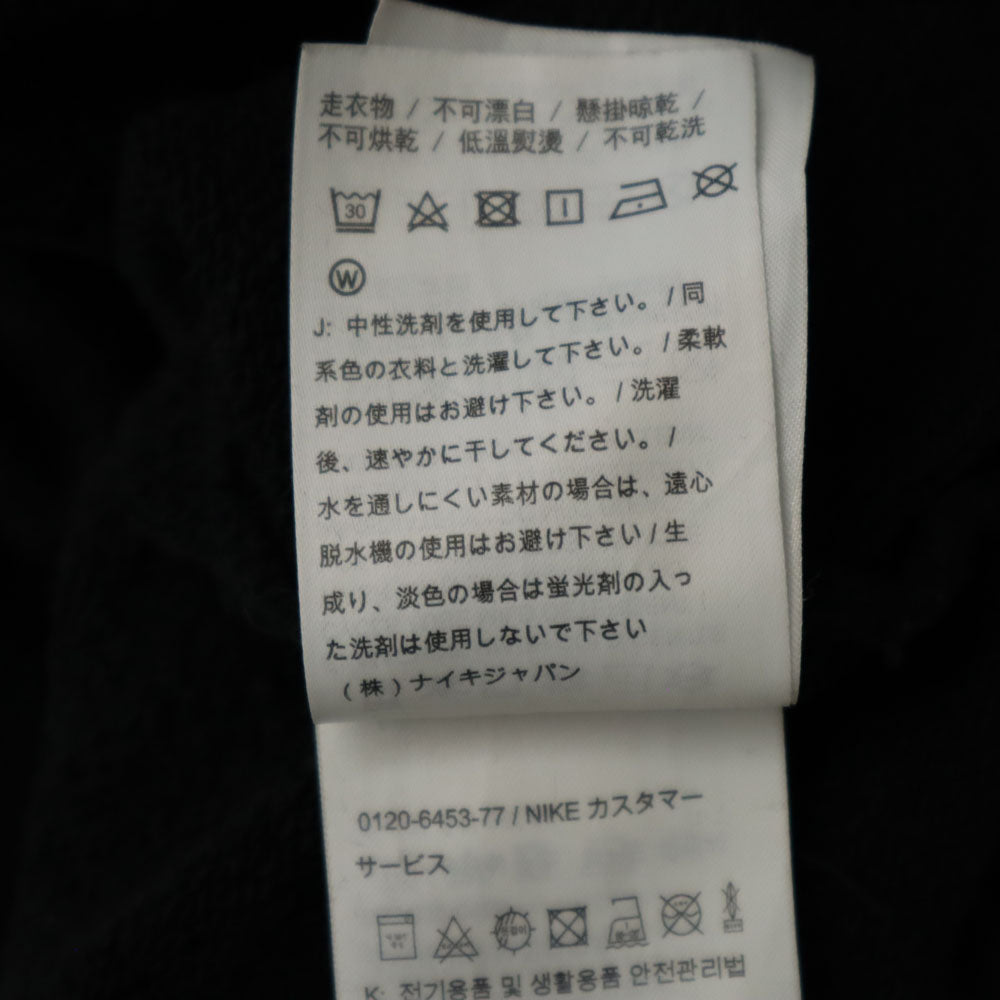 走衣物 / 不可漂白 / 懸掛晾乾 /
不可烘乾 / 低溫熨燙 / 不可乾洗
30
W
J: 中性洗剤を使用して下さい。 / 同
系色の衣料と洗濯して下さい。 / 柔軟
剤の使用はお避け下さい。 / 洗濯
後、速やかに干してください。 /
水を通しにくい素材の場合は、遠心
脱水機の使用はお避け下さい / 生
成り、淡色の場合は蛍光剤の入っ
た洗剤は使用しないで下さい
(株)ナイキジャパン
0120-6453-77 / NIKE カスタマー
サービス
K: 전기용품 및 생활용품 안전관리법